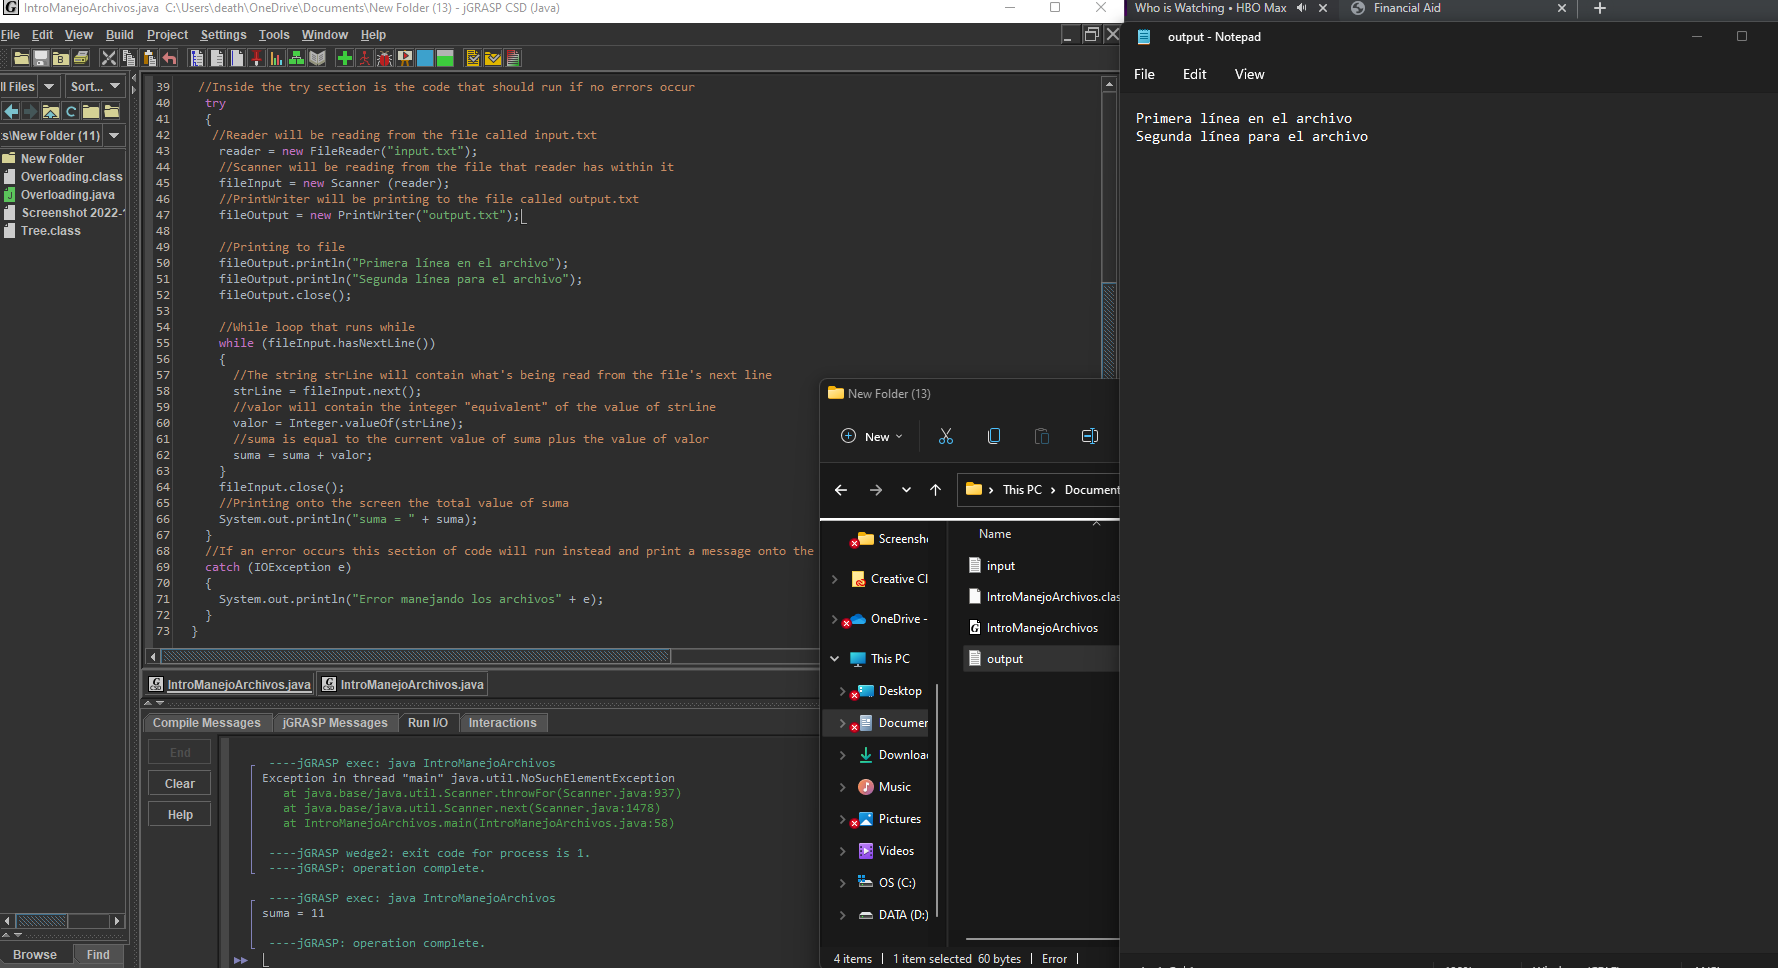 IntroManejoArchivos.java  C:\Users\death\OneDrive\Documents\New Folder (13) - jGRASP CSD (Java)
File Edit View Build Project Settings Tools Window Help
ll Files Sort...
s\New Folder (11)
New Folder
Overloading.class
Overloading.java
Screenshot 2022-
Tree.class
Browse Find
39 //Inside the try section is the code that should run if no errors occur
40 try
41 {
42 //Reader will be reading from the file called input.txt
43 reader = new FileReader("input.txt");
44 //Scanner will be reading from the file that reader has within it
45 fileInput = new Scanner (reader);
46 //PrintWriter will be printing to the file called output.txt
47 fileOutput = new PrintWriter("output.txt");
48
49 //Printing to file
50 fileOutput.println("Primera línea en el archivo");
51 fileOutput.println("Segunda línea para el archivo");
52 fileOutput.close();
53
54 //While loop that runs while
55 while (fileInput.hasNextLine())
56 {
57 //The string strLine will contain what's being read from the file's next line
58 strLine = fileInput.next();
59 //valor will contain the integer "equivalent" of the value of strLine
60 valor = Integer.valueOf(strLine);
61 //suma is equal to the current value of suma plus the value of valor
62 suma = suma + valor;
63 }
64 fileInput.close();
65 //Printing onto the screen the total value of suma
66 System.out.println("suma = " + suma);
67 }
68 //If an error occurs this section of code will run instead and print a message onto the
69 catch (IOException e)
70 {
71 System.out.println("Error manejando los archivos" + e);
72 }
73 }
IntroManejoArchivos.java IntroManejoArchivos.java
Compile Messages jGRASP Messages Run I/O Interactions
End
Clear
Help
----jGRASP exec: java IntroManejoArchivos
Exception in thread "main" java.util.NoSuchElementException
at java.base/java.util.Scanner.throwFor(Scanner.java:937)
at java.base/java.util.Scanner.next(Scanner.java:1478)
at IntroManejoArchivos.main(IntroManejoArchivos.java:58)
----jGRASP wedge2: exit code for process is 1.
----jGRASP: operation complete.
----jGRASP exec: java IntroManejoArchivos
suma = 11
----jGRASP: operation complete.
New Folder (13)
New
This PC › Document
Screensho
Creative Cl
OneDrive -
This PC
Desktop
Documer
Downloa
Music
Pictures
Videos
OS (C:)
DATA (D:)
Name
input
IntroManejoArchivos.clas
IntroManejoArchivos
output
4 items 1 item selected 60 bytes Error
Who is Watching • HBO Max Financial Aid
output - Notepad
File Edit View
Primera línea en el archivo
Segunda línea para el archivo